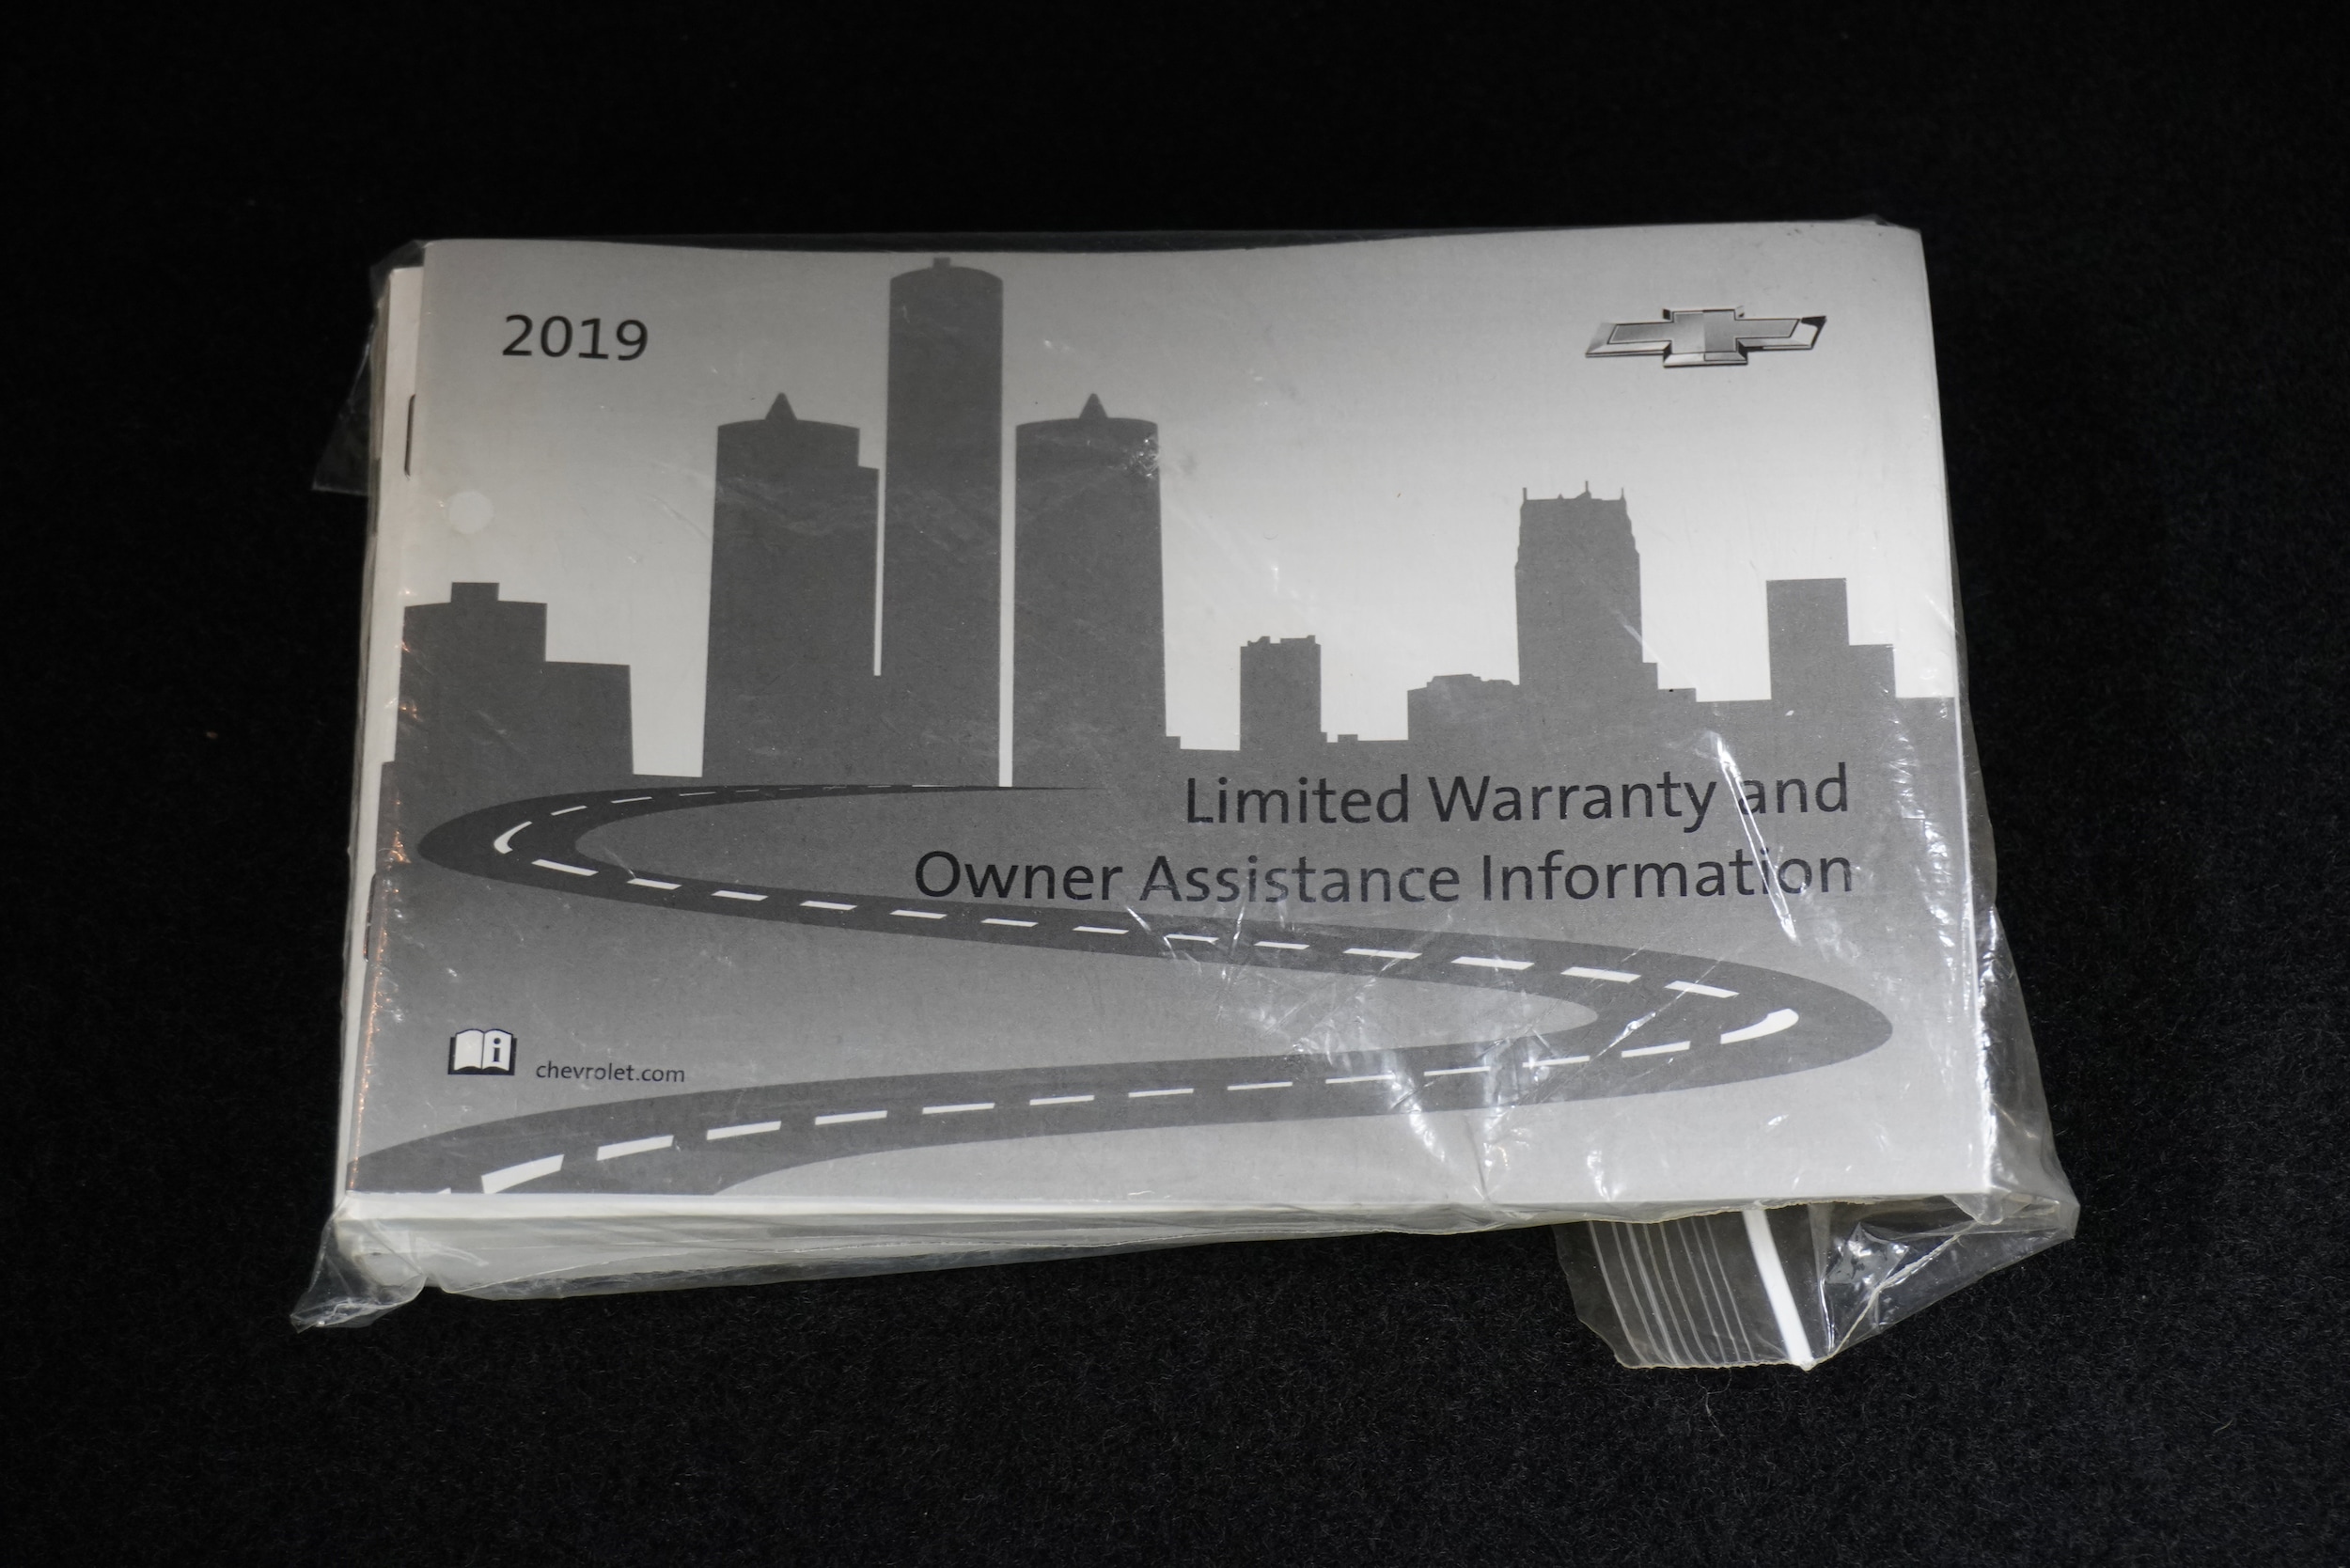 2019
Limited Warranty and
Owner Assistance Information
i
chevrolet.com